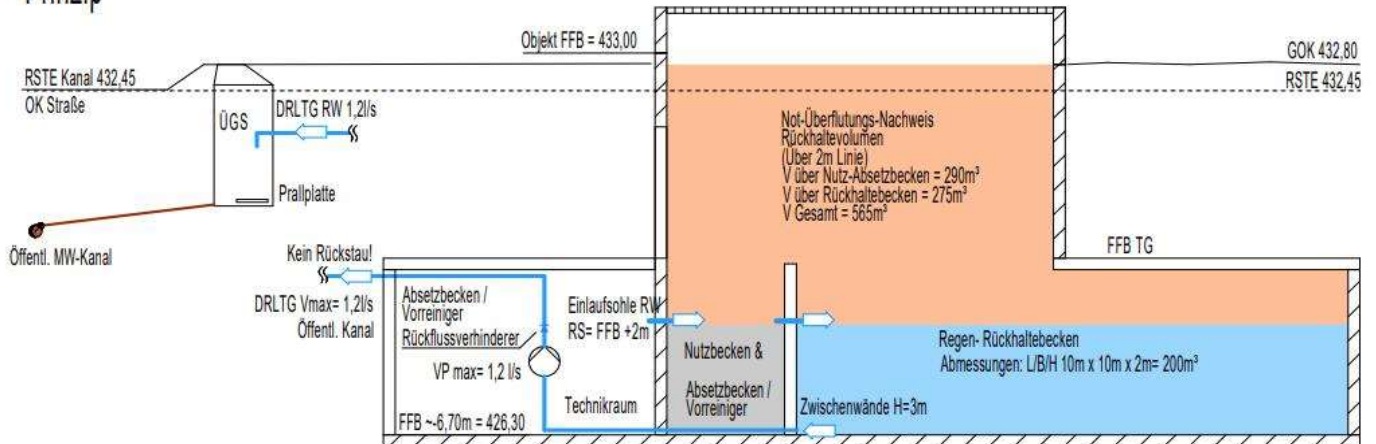 Prinzip
Objekt FFB = 433,00
GOK 432,80
RSTE Kanal 432,45
RSTE 432,45
OK Straße
ÜGS
DRLTG RW 1,2l/s
Not-Überflutungs-Nachweis
Rückhaltevolumen
(Über 2m Linie)
V über Nutz-Absetzbecken = 290m³
V über Rückhaltebecken = 275m³
V Gesamt = 565m³
Prallplatte
Öffentl. MW-Kanal
Kein Rückstau!
FFB TG
DRLTG Vmax= 1,2l/s
Öffentl. Kanal
Absetzbecken /
Vorreiniger
Rückflussverhinderer
VP max= 1,2 l/s
Einlaufsohle RW
RS= FFB +2m
Nutzbecken &
Absetzbecken /
Vorreiniger
Regen- Rückhaltebecken
Abmessungen: L/B/H 10m x 10m x 2m= 200m³
Technikraum
Zwischenwände H=3m
FFB ~-6,70m = 426,30